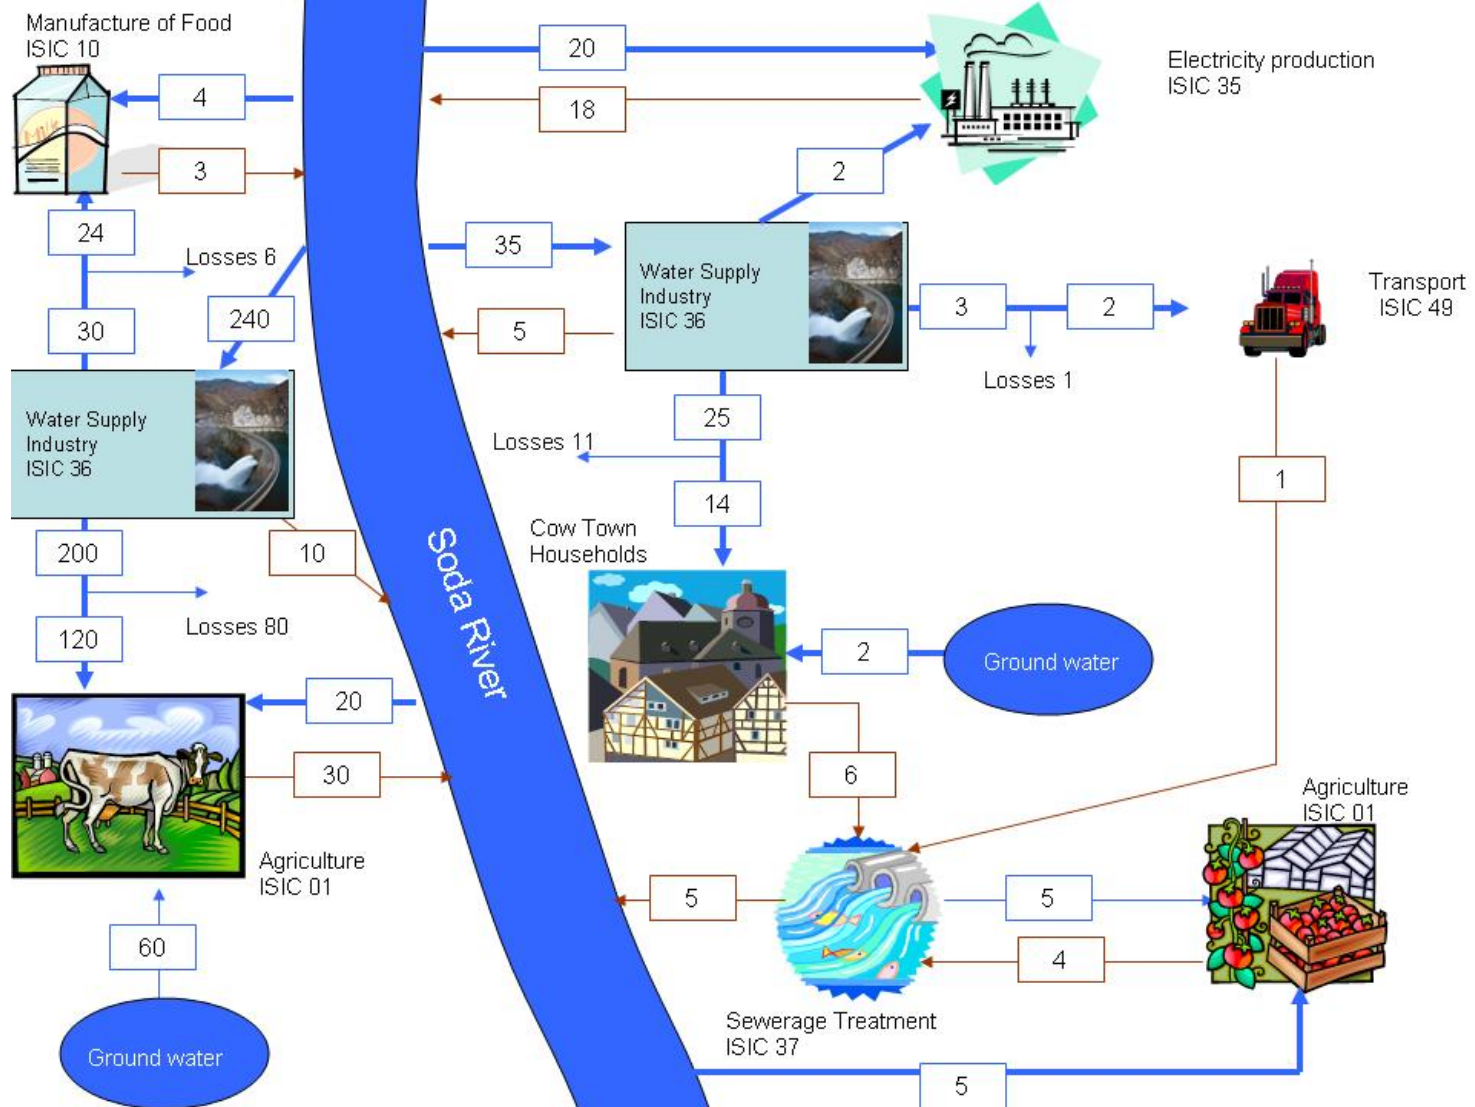 Manufacture of Food
ISIC 10
20
Electricity production
ISIC 35
4
18
3
2
24
35
Losses 6
Water Supply
Industry
ISIC 36
3
2
Transport
ISIC 49
240
30
5
Losses 1
25
Water Supply
Industry
ISIC 36
Losses 11
1
14
200
10
Cow Town
Households
Soda River
120
Losses 80
2
Ground water
20
30
6
Agriculture
ISIC 01
Agriculture
ISIC 01
5
5
60
4
Sewerage Treatment
ISIC 37
Ground water
5